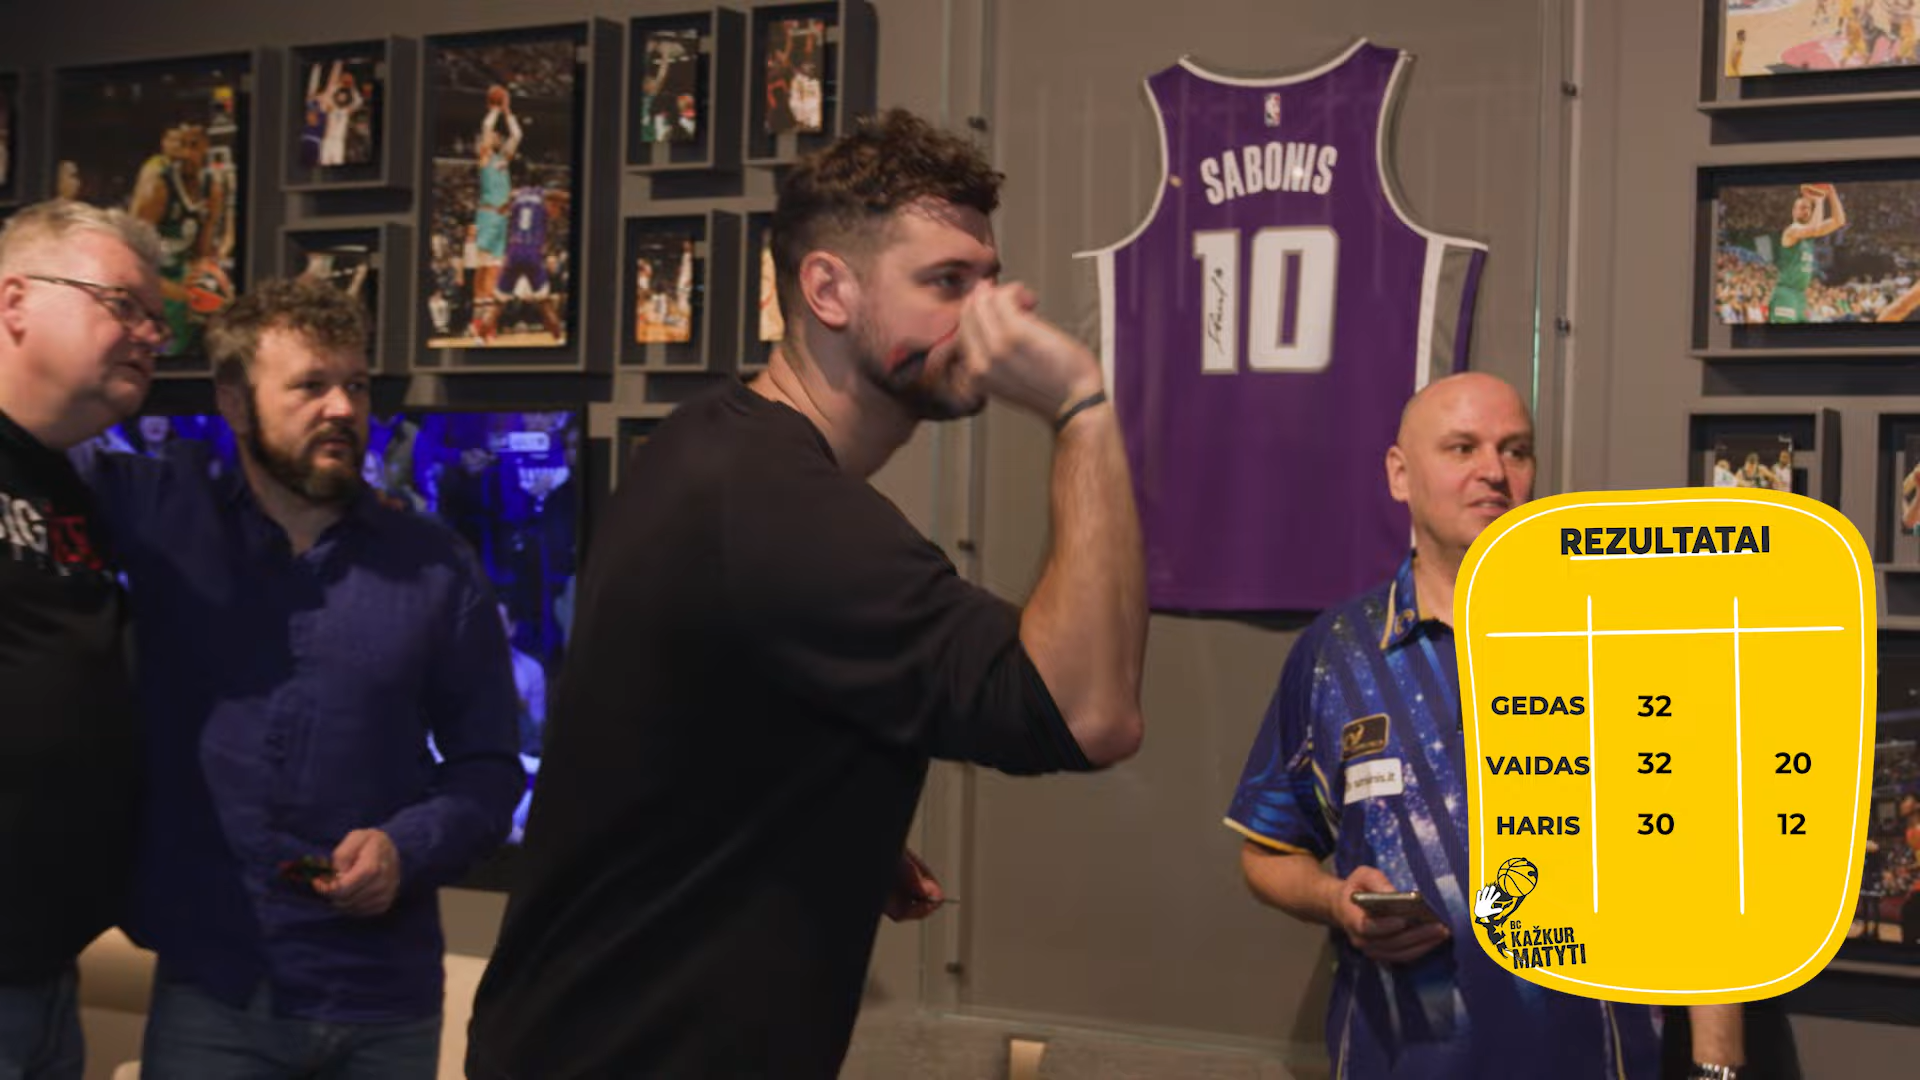 SABONIS
10
REZULTATAI
GEDAS 32
VAIDAS 32 20
HARIS 30 12
BC
KAŽKUR
MATYTI